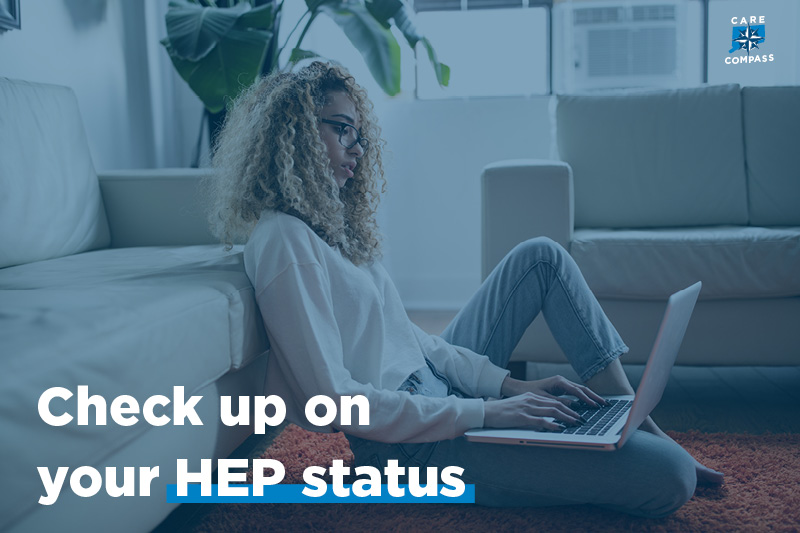 CARE
COMPASS
Check up on
your HEP status